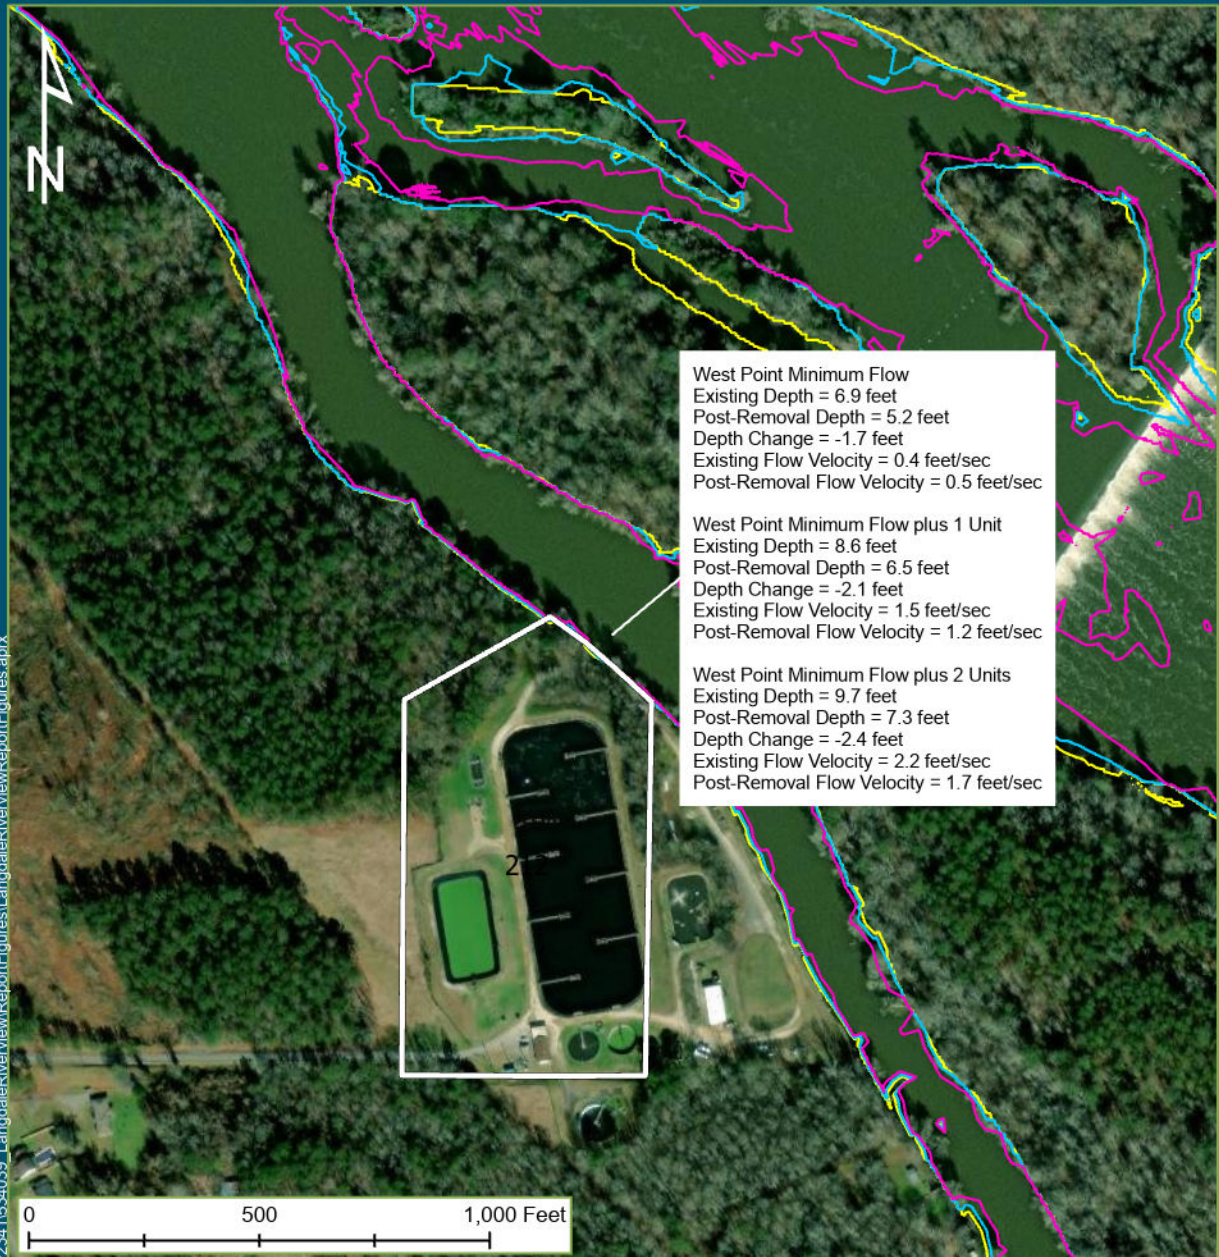 N
West Point Minimum Flow
Existing Depth = 6.9 feet
Post-Removal Depth = 5.2 feet
Depth Change = -1.7 feet
Existing Flow Velocity = 0.4 feet/sec
Post-Removal Flow Velocity = 0.5 feet/sec
West Point Minimum Flow plus 1 Unit
Existing Depth = 8.6 feet
Post-Removal Depth = 6.5 feet
Depth Change = -2.1 feet
Existing Flow Velocity = 1.5 feet/sec
Post-Removal Flow Velocity = 1.2 feet/sec
West Point Minimum Flow plus 2 Units
Existing Depth = 9.7 feet
Post-Removal Depth = 7.3 feet
Depth Change = -2.4 feet
Existing Flow Velocity = 2.2 feet/sec
Post-Removal Flow Velocity = 1.7 feet/sec
0 500 1,000 Feet